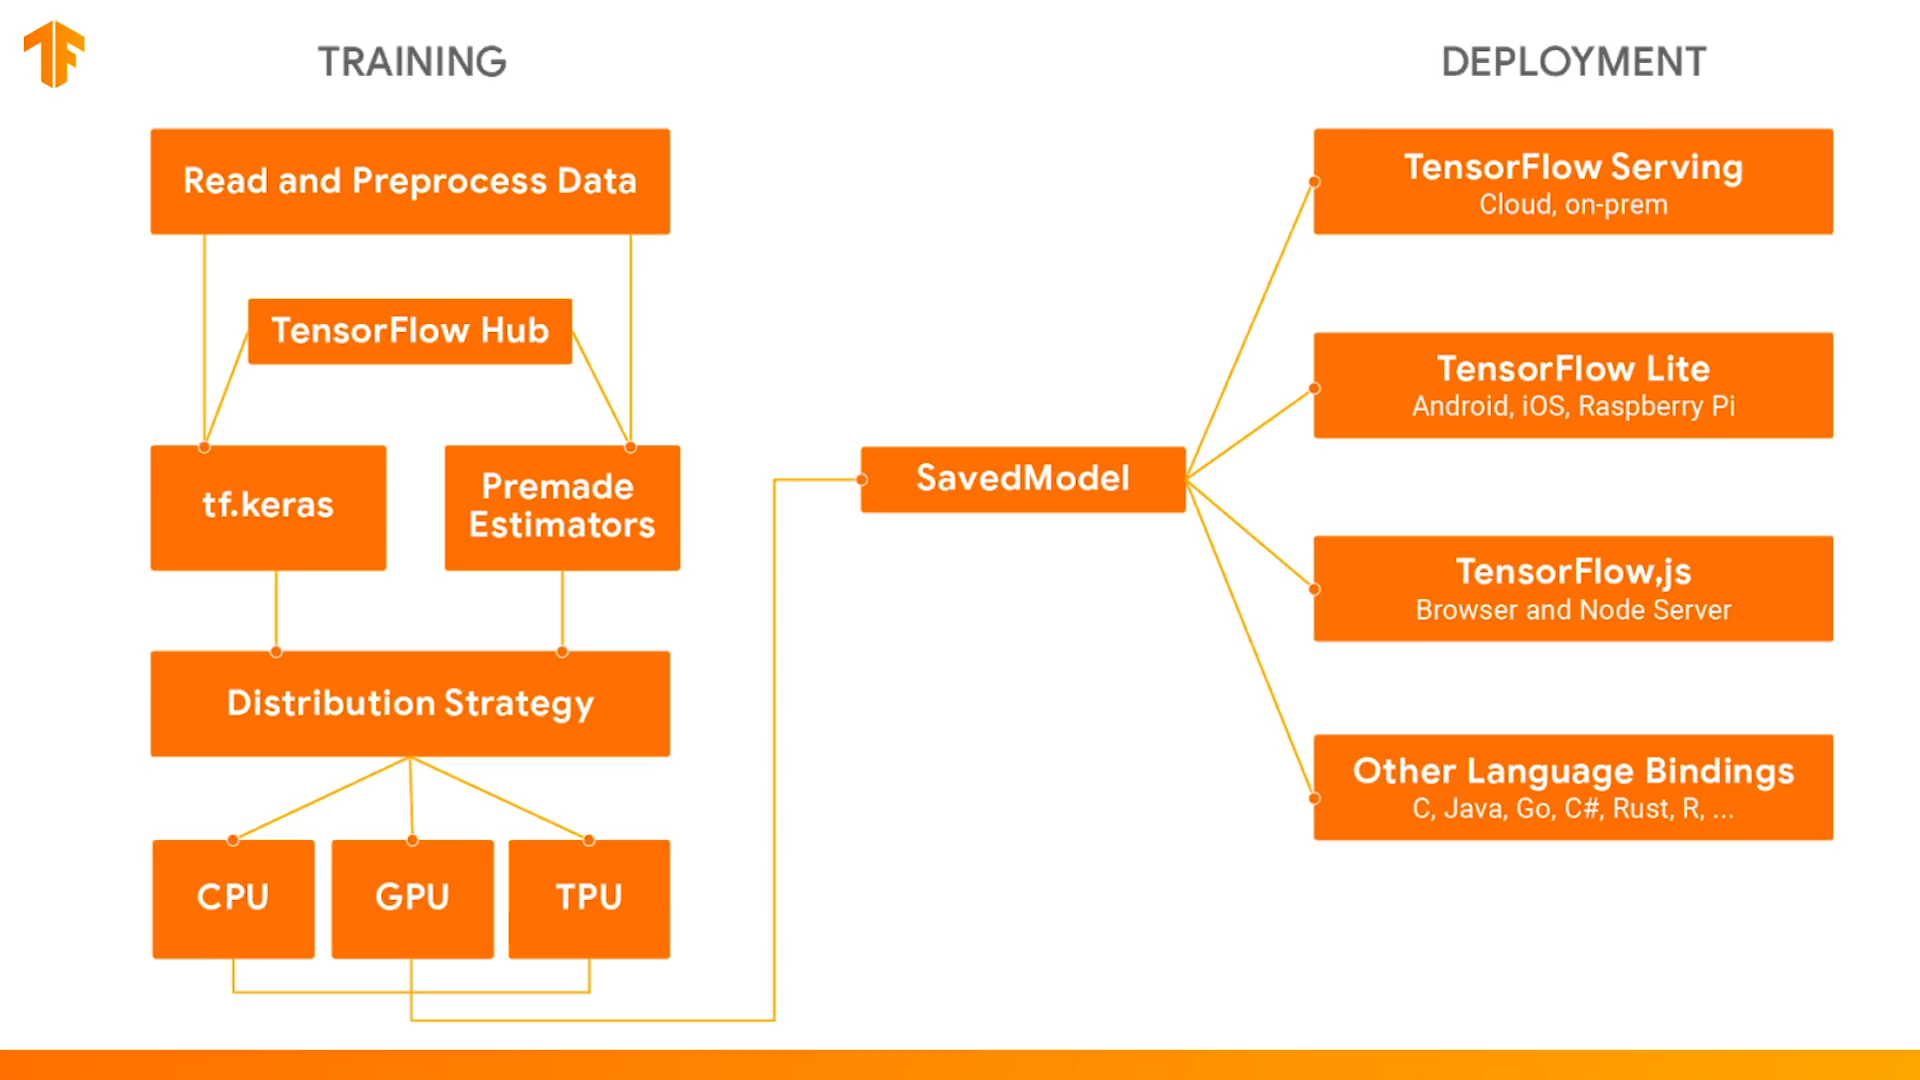 TRAINING
Read and Preprocess Data
TensorFlow Hub
tf.keras
Premade
Estimators
Distribution Strategy
CPU
GPU
TPU
SavedModel
DEPLOYMENT
TensorFlow Serving
Cloud, on-prem
TensorFlow Lite
Android, iOS, Raspberry Pi
TensorFlow,js
Browser and Node Server
Other Language Bindings
C, Java, Go, C#, Rust, R, ...